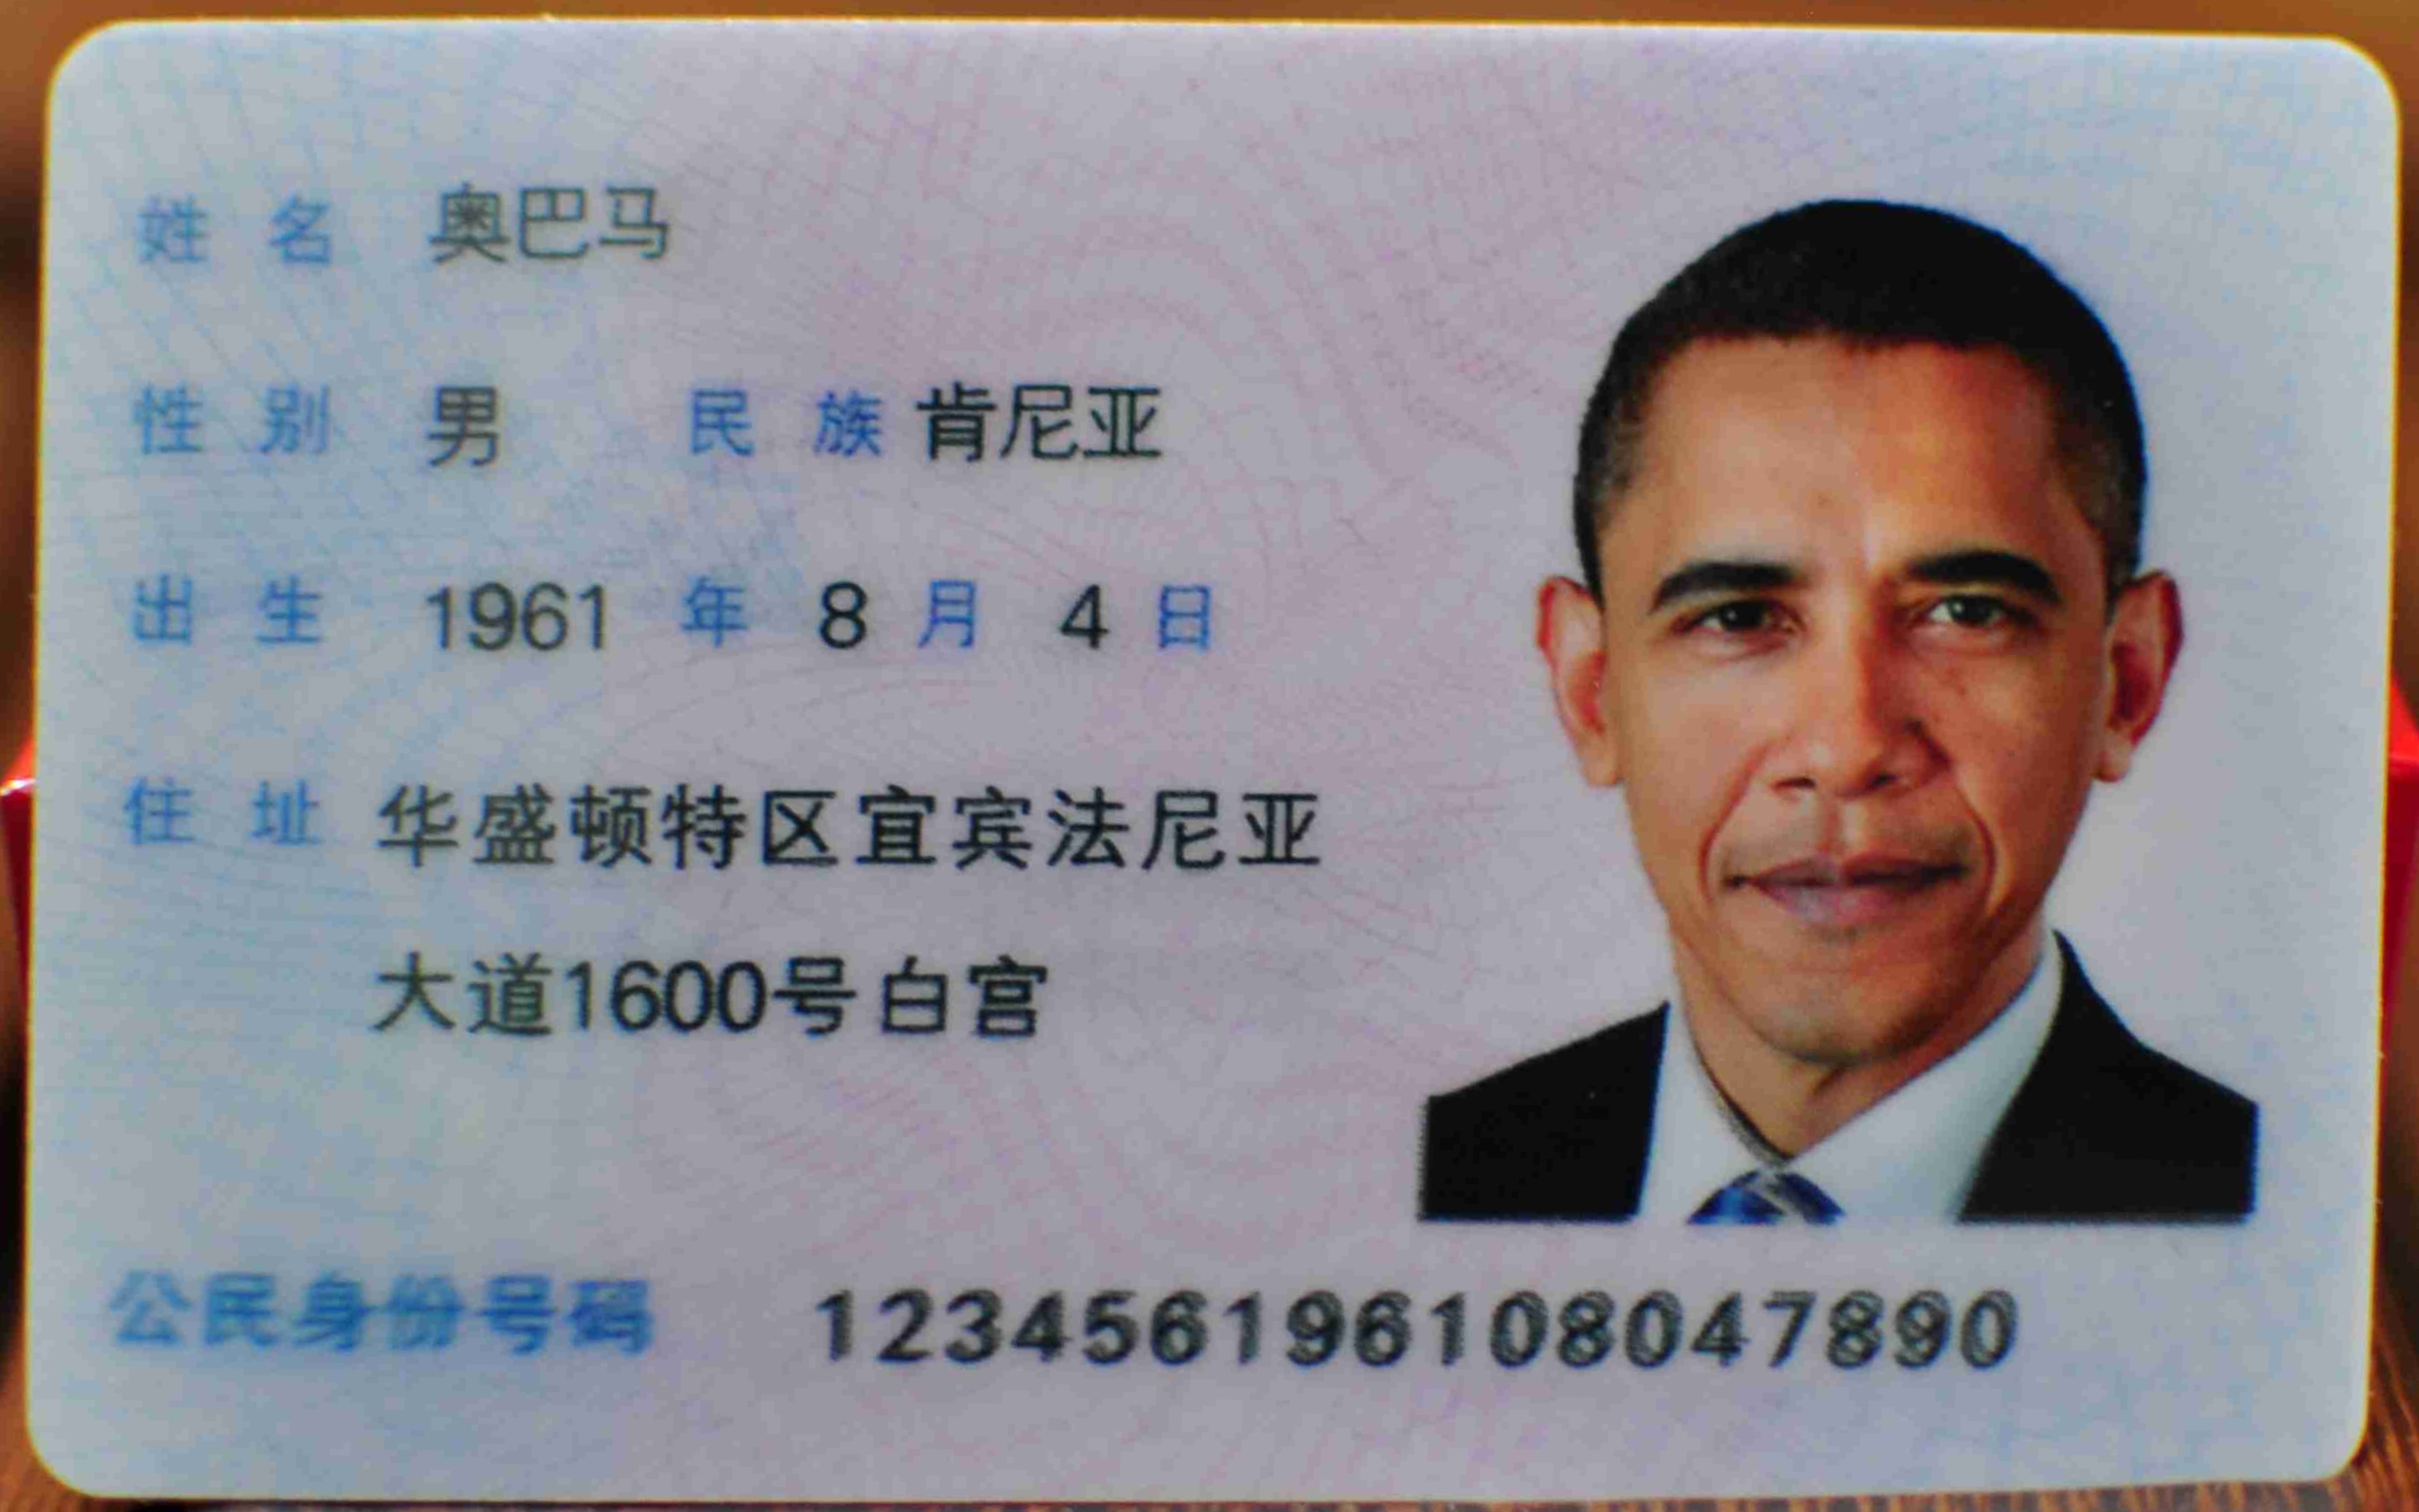 姓名 奥巴马
性别 男 民族 肯尼亚
出生 1961 年 8 月 4 日
住址 华盛顿特区宜宾法尼亚
大道1600号白宫
公民身份号码 123456196108047890